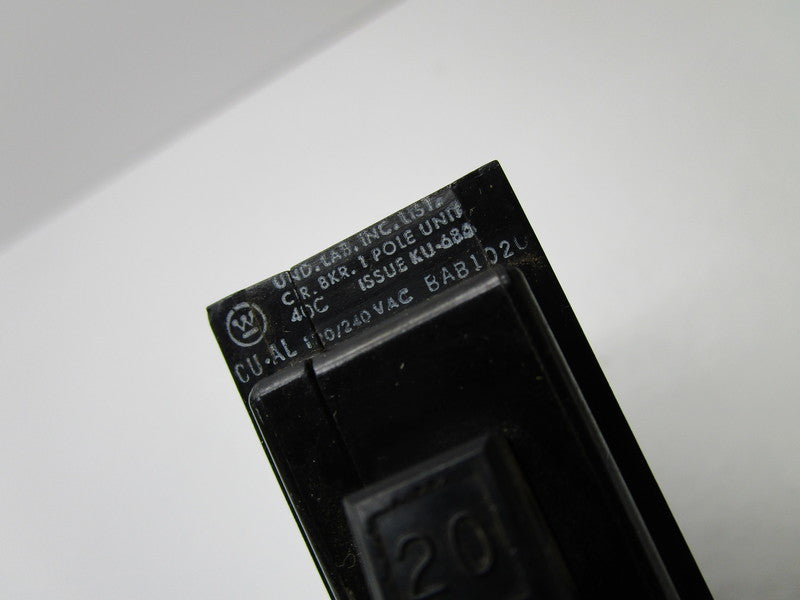 UND. LAB. INC. LIST.
CIR. BKR. 1 POLE UNIT
40C ISSUE KU-686
W
CU-AL 120/240 VAC BAB1020
20